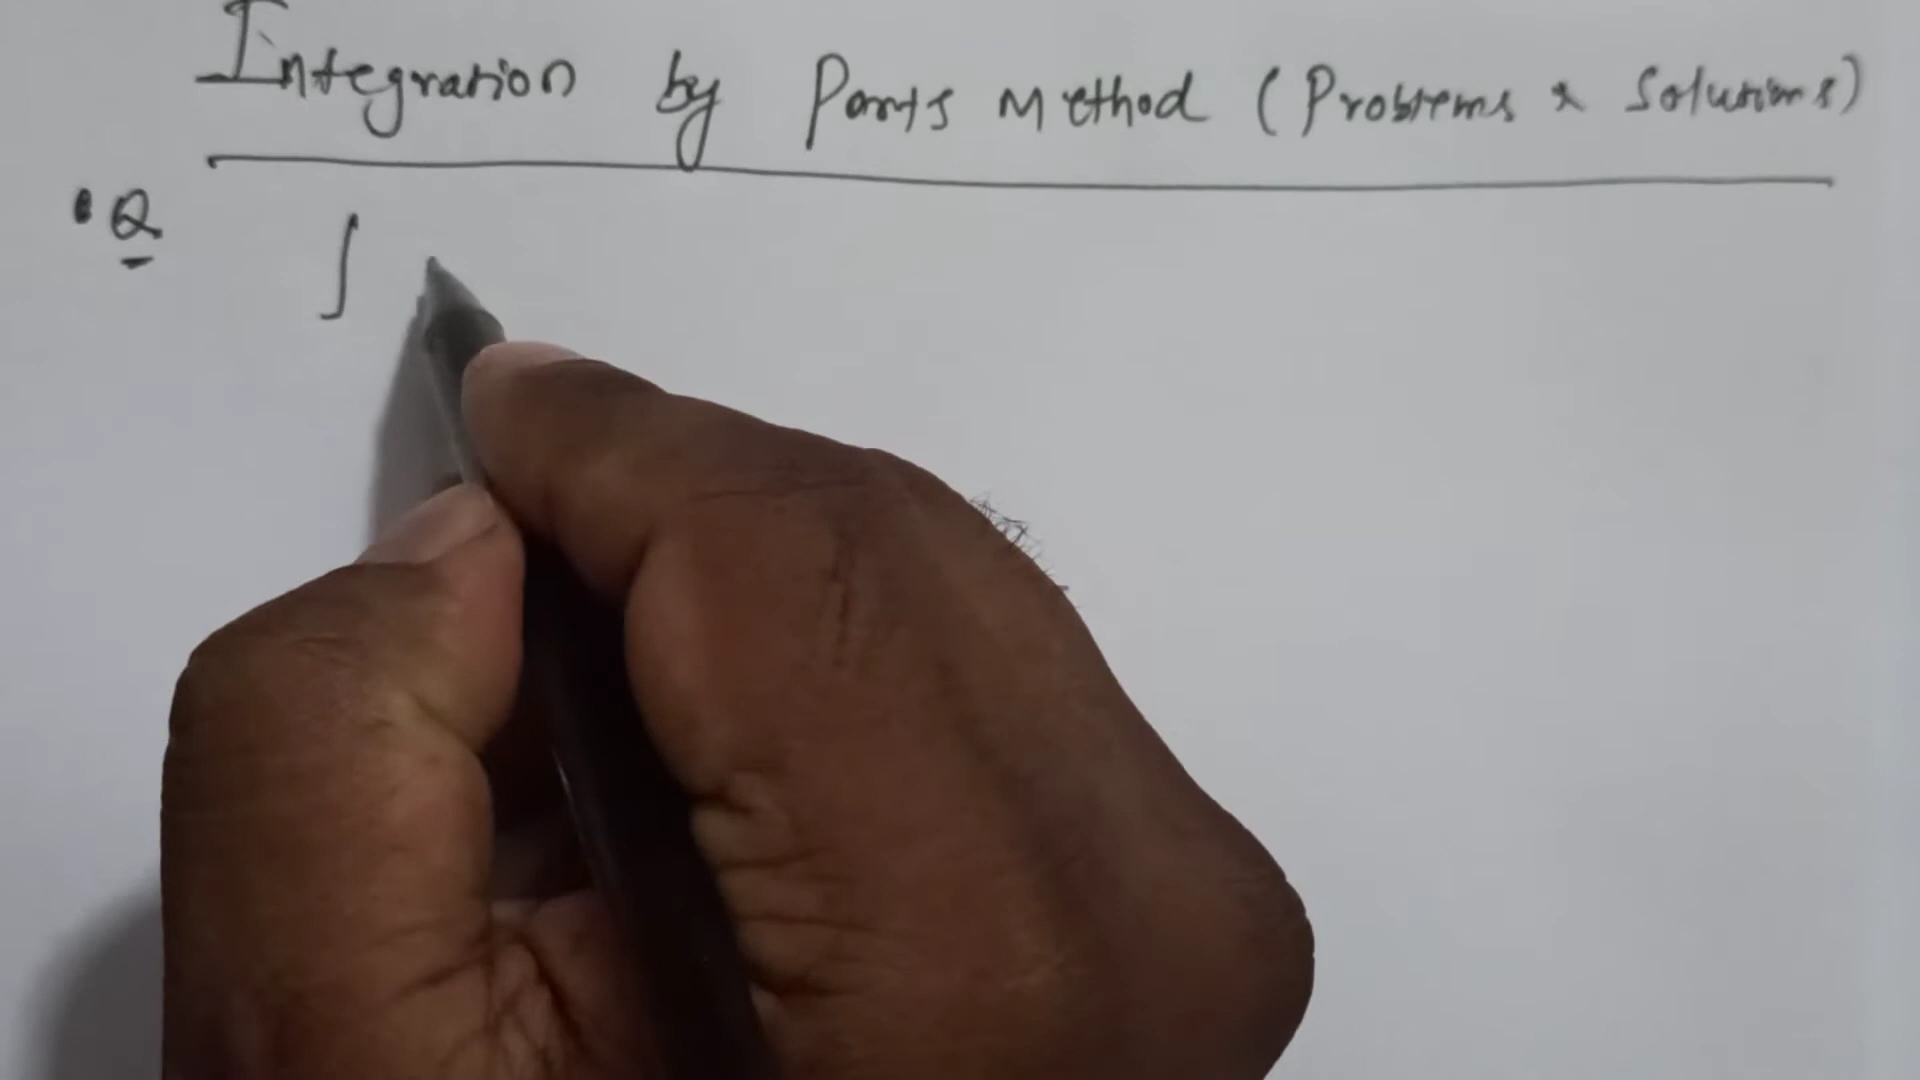 Integration by Parts Method (Problems & Solutions)
Q ∫